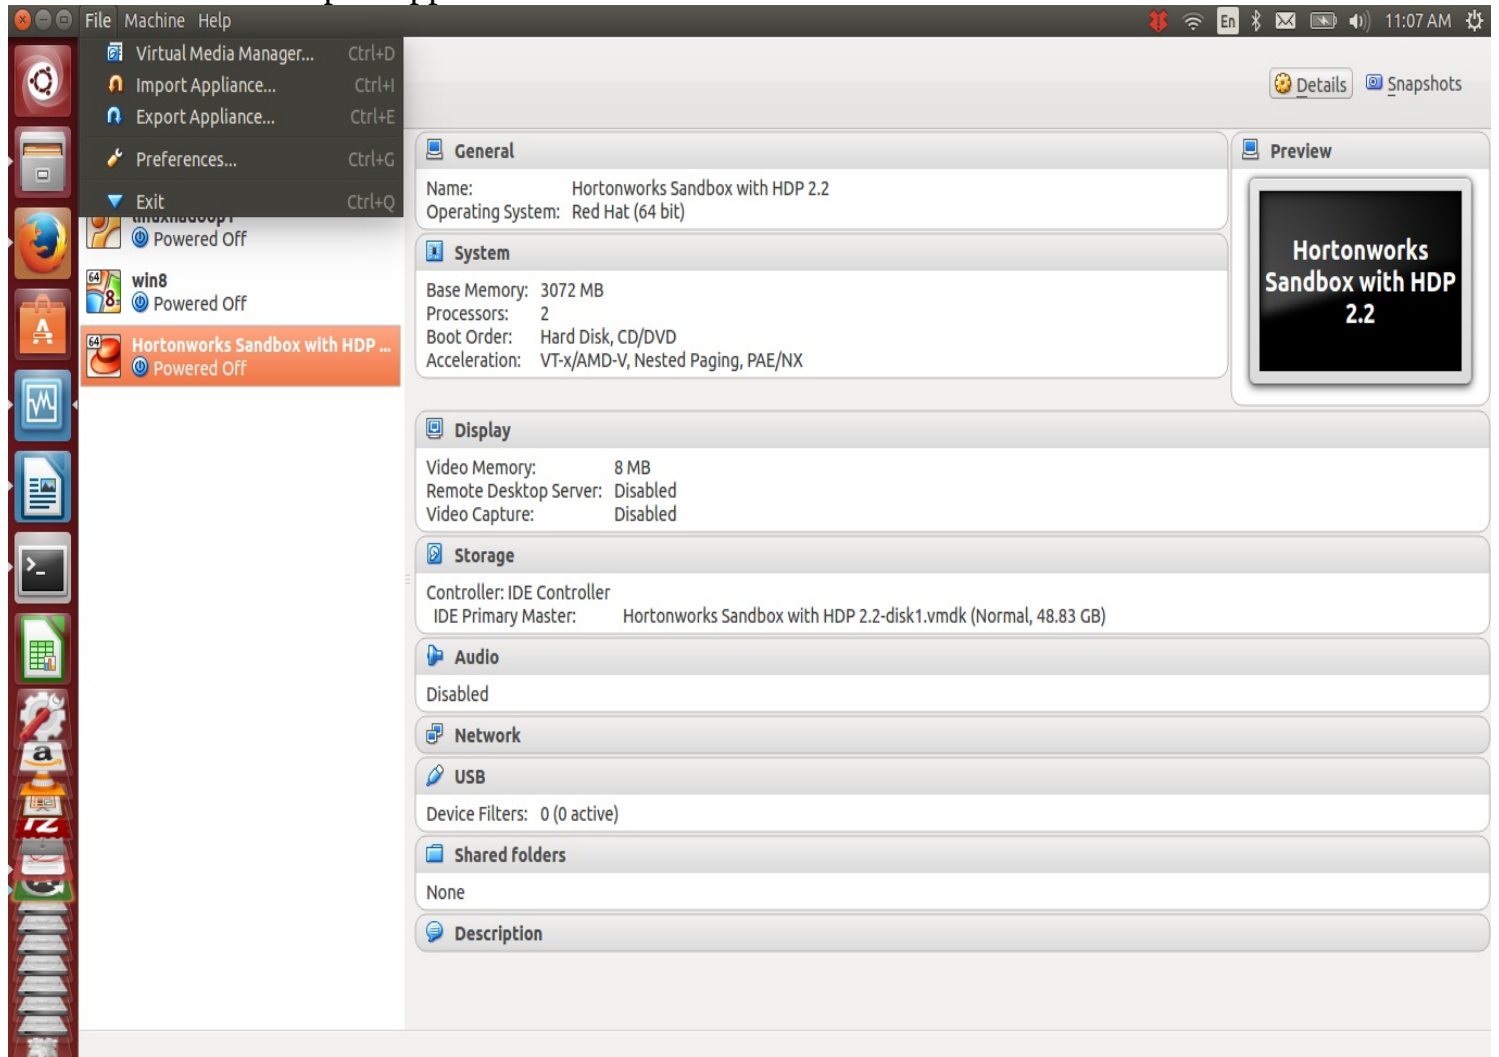 File Machine Help
En 11:07 AM
Virtual Media Manager... Ctrl+D
Import Appliance... Ctrl+I
Export Appliance... Ctrl+E
Preferences... Ctrl+G
Exit Ctrl+Q
Details Snapshots
Powered Off
64
win8
8
Powered Off
64
Hortonworks Sandbox with HDP ...
Powered Off
General
Name: Hortonworks Sandbox with HDP 2.2
Operating System: Red Hat (64 bit)
System
Base Memory: 3072 MB
Processors: 2
Boot Order: Hard Disk, CD/DVD
Acceleration: VT-x/AMD-V, Nested Paging, PAE/NX
Preview
Hortonworks
Sandbox with HDP
2.2
Display
Video Memory: 8 MB
Remote Desktop Server: Disabled
Video Capture: Disabled
Storage
Controller: IDE Controller
IDE Primary Master: Hortonworks Sandbox with HDP 2.2-disk1.vmdk (Normal, 48.83 GB)
Audio
Disabled
Network
USB
Device Filters: 0 (0 active)
Shared folders
None
Description